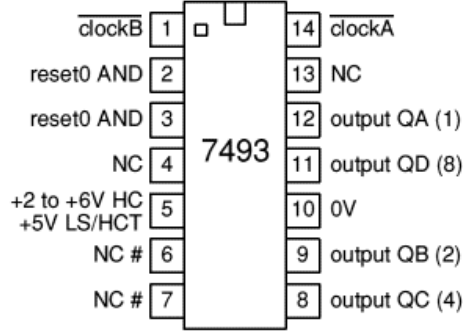 clockB 1 14 clockA
reset0 AND 2 13 NC
reset0 AND 3 12 output QA (1)
7493
NC 4 11 output QD (8)
+2 to +6V HC
+5V LS/HCT 5 10 0V
NC # 6 9 output QB (2)
NC # 7 8 output QC (4)